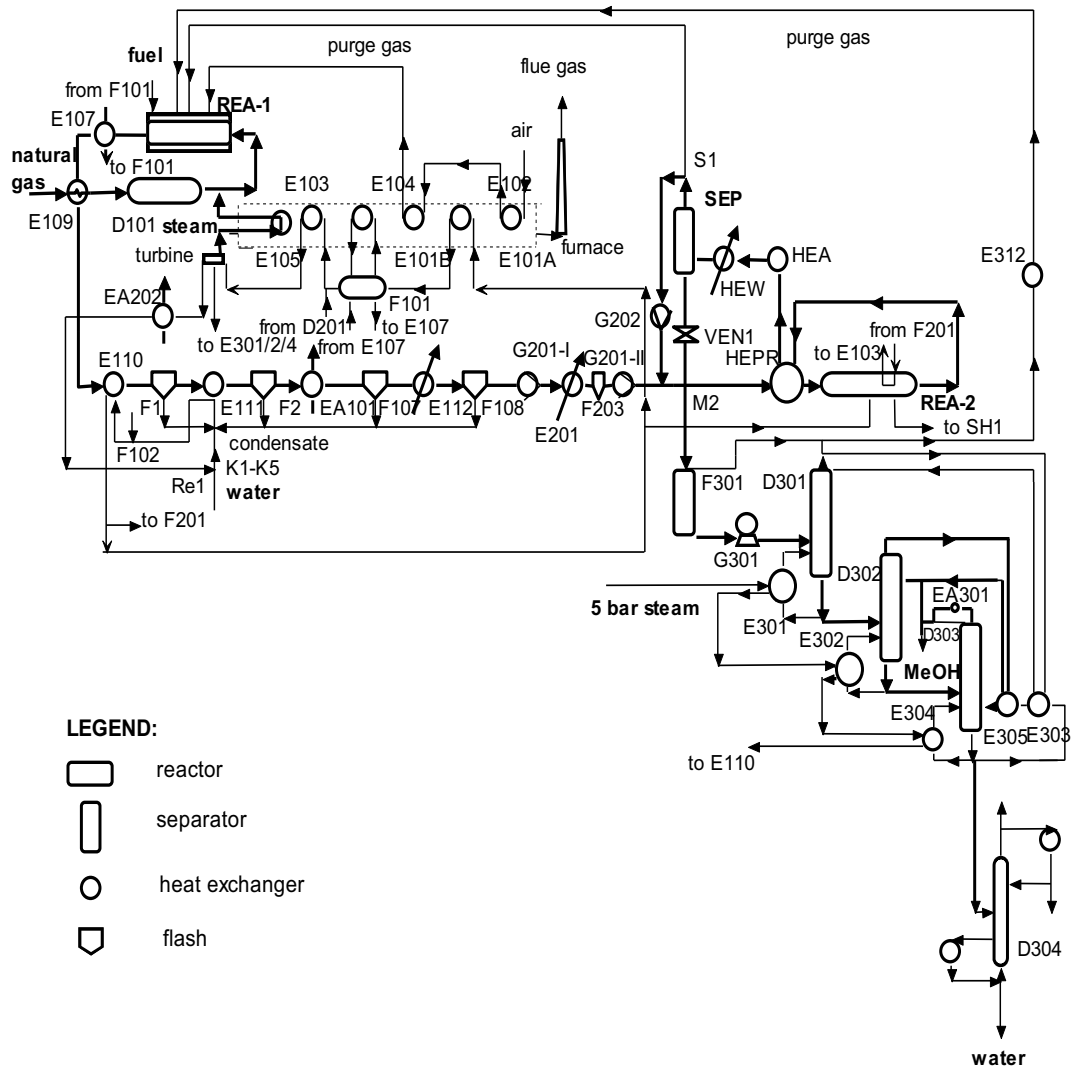 purge gas
purge gas
fuel
flue gas
from F101
REA-1
E107
air
natural
gas
to F101
S1
E103
E104
E102
SEP
E109
D101
steam
furnace
HEA
E312
turbine
E105
E101B
E101A
HEW
EA202
F101
G202
from F201
from D201
to E107
VEN1
to E301/2/4
from E107
HEPR
to E103
E110
G201-I
G201-II
F1
E111
F2
EA101
F107
E112
F108
F203
M2
REA-2
E201
to SH1
F102
condensate
K1-K5
Re1
water
F301
D301
to F201
G301
D302
EA301
5 bar steam
E301
E302
D303
MeOH
E304
E305
E303
to E110
LEGEND:
reactor
separator
heat exchanger
flash
D304
water